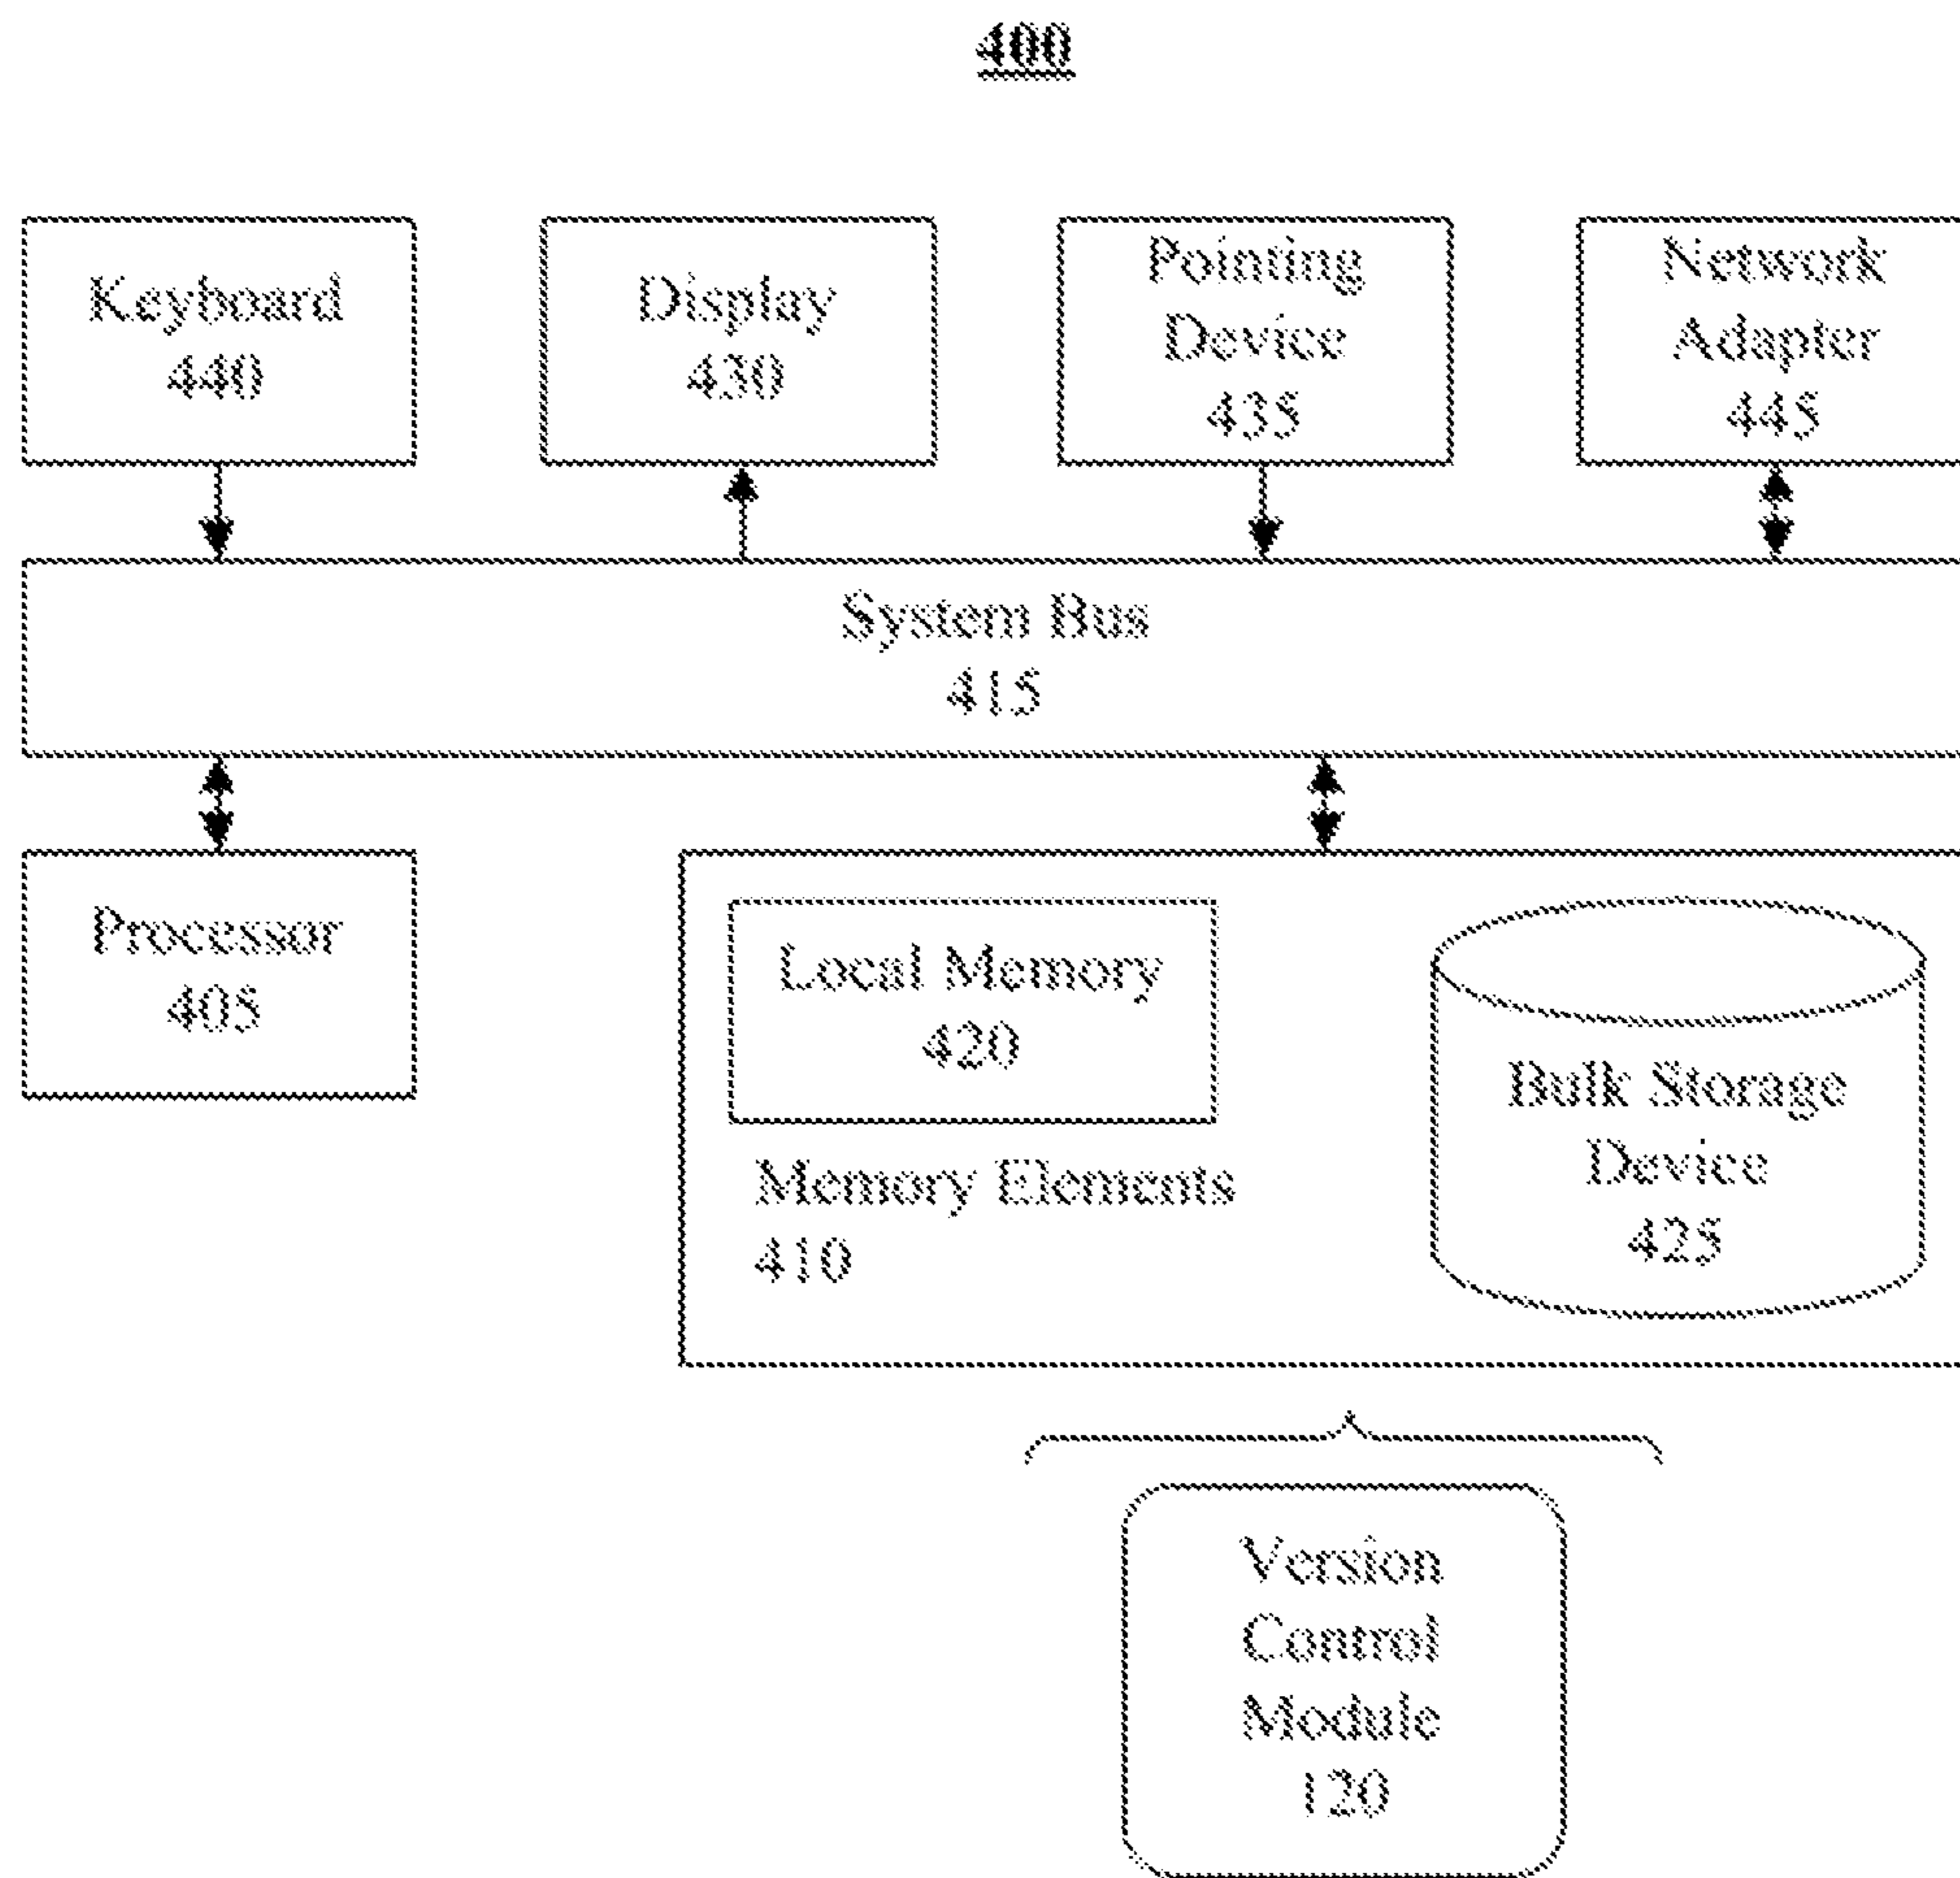 400
Keyboard
440
Display
430
Pointing
Device
435
Network
Adapter
445
System Bus
415
Processor
405
Local Memory
420
Memory Elements
410
Bulk Storage
Device
425
Version
Control
Module
120